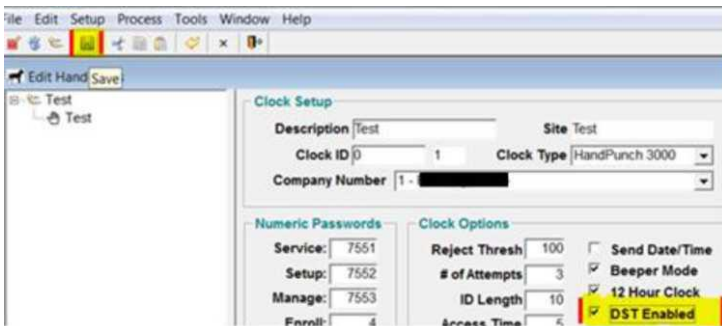 File Edit Setup Process Tools Window Help
Edit Hand
Save
Test
Test
Clock Setup
Description Test Site Test
Clock ID 0 1 Clock Type HandPunch 3000
Company Number 1 -
Numeric Passwords
Service: 7551
Setup: 7552
Manage: 7553
Enroll: 4
Clock Options
Reject Thresh 100
# of Attempts 3
ID Length 10
Access Time 5
Send Date/Time
Beeper Mode
12 Hour Clock
DST Enabled